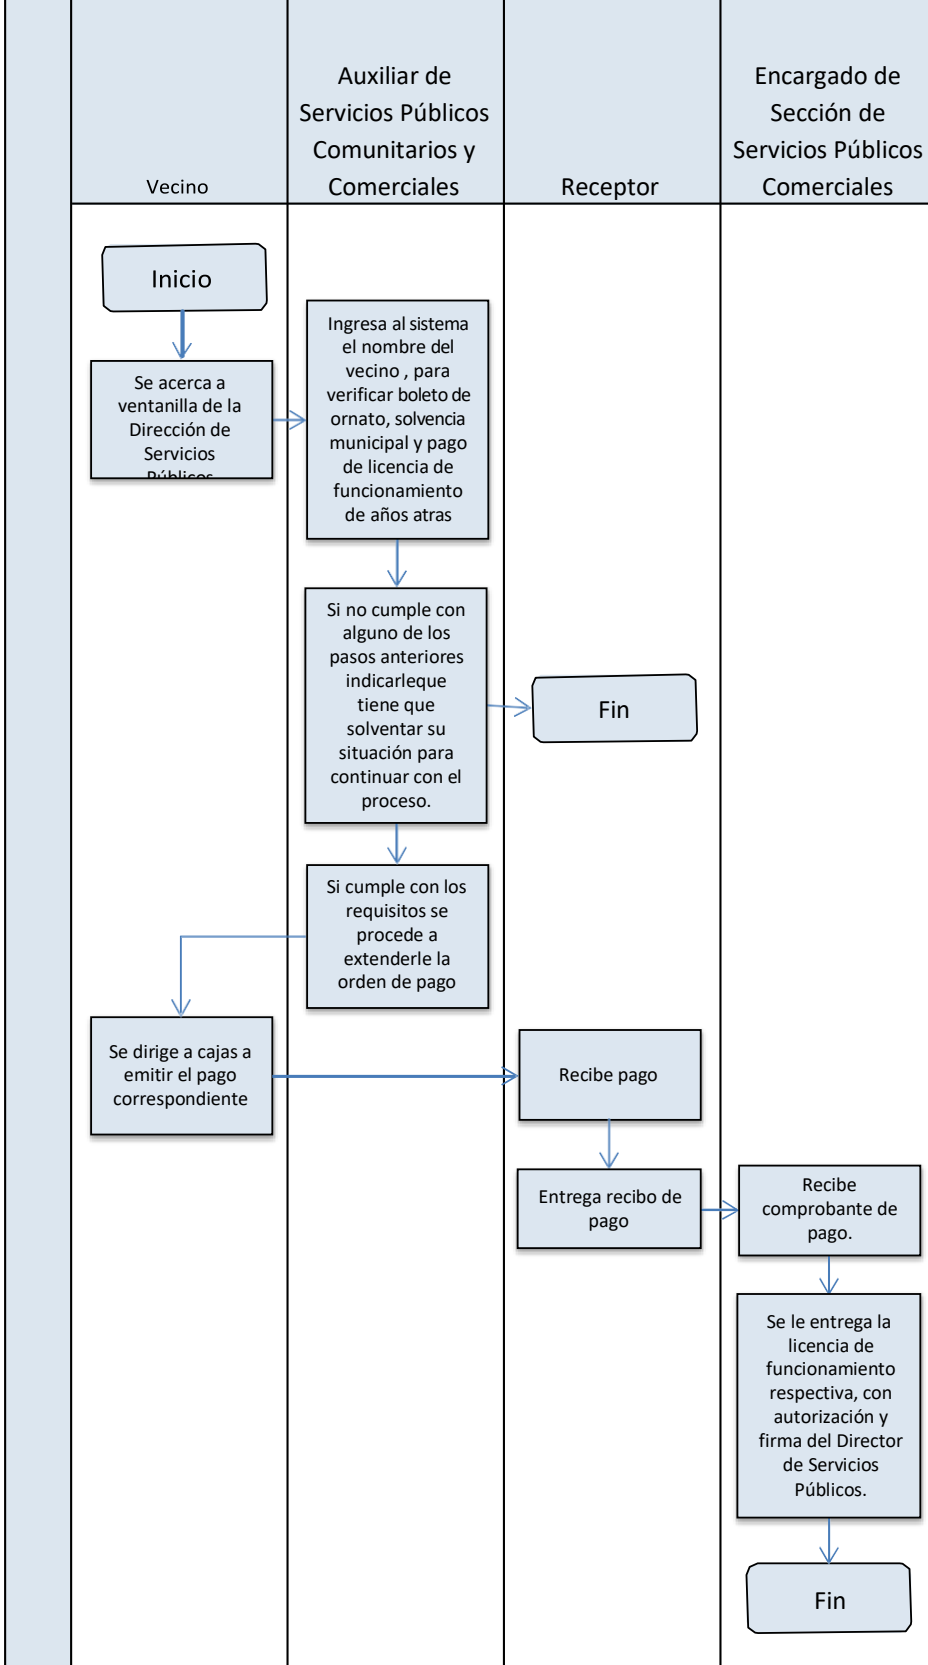 Vecino
Auxiliar de
Servicios Públicos
Comunitarios y
Comerciales
Receptor
Encargado de
Sección de
Servicios Públicos
Comerciales
Inicio
Se acerca a
ventanilla de la
Dirección de
Servicios
Públicos
Ingresa al sistema
el nombre del
vecino , para
verificar boleto de
ornato, solvencia
municipal y pago
de licencia de
funcionamiento
de años atras
Si no cumple con
alguno de los
pasos anteriores
indicarleque
tiene que
solventar su
situación para
continuar con el
proceso.
Fin
Si cumple con los
requisitos se
procede a
extenderle la
orden de pago
Se dirige a cajas a
emitir el pago
correspondiente
Recibe pago
Entrega recibo de
pago
Recibe
comprobante de
pago.
Se le entrega la
licencia de
funcionamiento
respectiva, con
autorización y
firma del Director
de Servicios
Públicos.
Fin